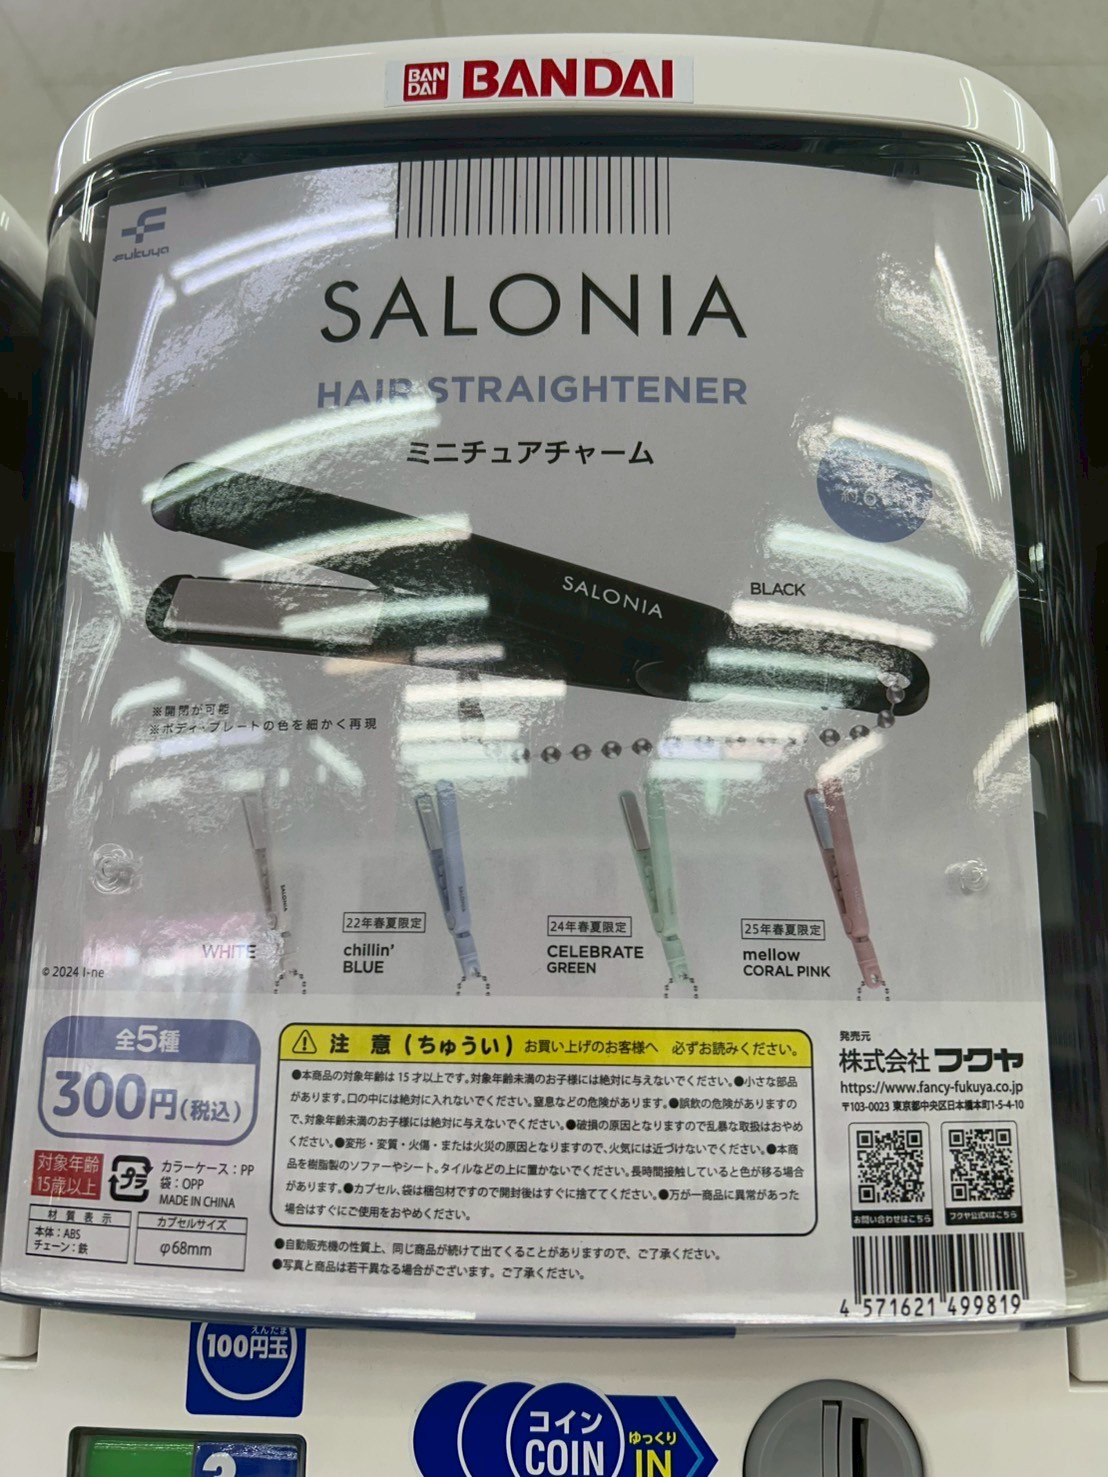 BAN
DAI
BANDAI
Fukuya
SALONIA
HAIR STRAIGHTENER
ミニチュアチャーム
約6
SALONIA
BLACK
※開閉が可能
※ボディ・プレートの色を細かく再現
SALONIA
WHITE
22年春夏限定
chillin'
BLUE
24年春夏限定
CELEBRATE
GREEN
25年春夏限定
mellow
CORAL PINK
© 2024 I-ne
全5種
300円(税込)
対象年齢
15歳以上
プラ
カラーケース：PP
袋：OPP
MADE IN CHINA
材質表示
本体：ABS
チェーン：鉄
カプセルサイズ
φ68mm
注 意 (ちゅうい) お買い上げのお客様へ 必ずお読みください。
●本商品の対象年齢は15才以上です。対象年齢未満のお子様には絶対に与えないでください。●小さな部品
があります。口の中には絶対に入れないでください。窒息などの危険があります。●誤飲の危険がありますの
で、対象年齢未満のお子様には絶対に与えないでください。●破損の原因となりますので乱暴な取扱はおやめ
ください。●変形・変質・火傷・または火災の原因となりますので、火気には近づけないでください。●本商
品を樹脂製のソファーやシート、タイルなどの上に置かないでください。長時間接触していると色が移る場合
があります。●カプセル、袋は梱包材ですので開封後はすぐに捨ててください。●万が一商品に異常があった
場合はすぐにご使用をおやめください。
●自動販売機の性質上、同じ商品が続けて出てくることがありますので、ご了承ください。
●写真と商品は若干異なる場合がございます。ご了承ください。
発売元
株式会社フクヤ
https://www.fancy-fukuya.co.jp
〒103-0023 東京都中央区日本橋本町1-5-4-10
お問い合わせはこちら
フクヤ公式Xはこちら
4 571621 499819
えんだま
100円玉
コイン
COIN
ゆっくり
IN
3